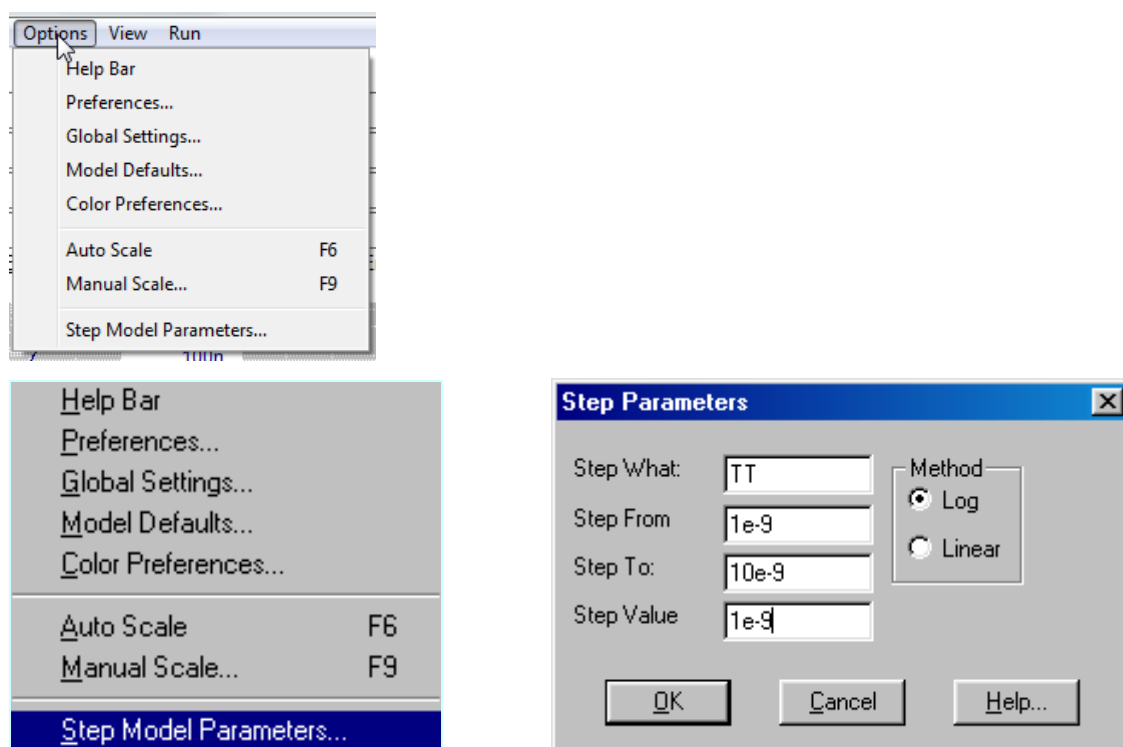 Options View Run
Help Bar
Preferences...
Global Settings...
Model Defaults...
Color Preferences...
Auto Scale F6
Manual Scale... F9
Step Model Parameters...
100n
Help Bar
Preferences...
Global Settings...
Model Defaults...
Color Preferences...
Auto Scale F6
Manual Scale... F9
Step Model Parameters...
Step Parameters
Step What: TT
Step From 1e-9
Step To: 10e-9
Step Value 1e-9
Method
Log
Linear
OK Cancel Help...